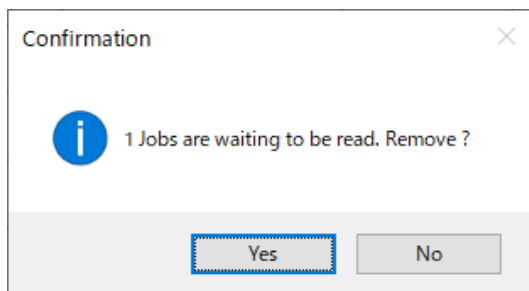 Confirmation
1 Jobs are waiting to be read. Remove ?
Yes
No